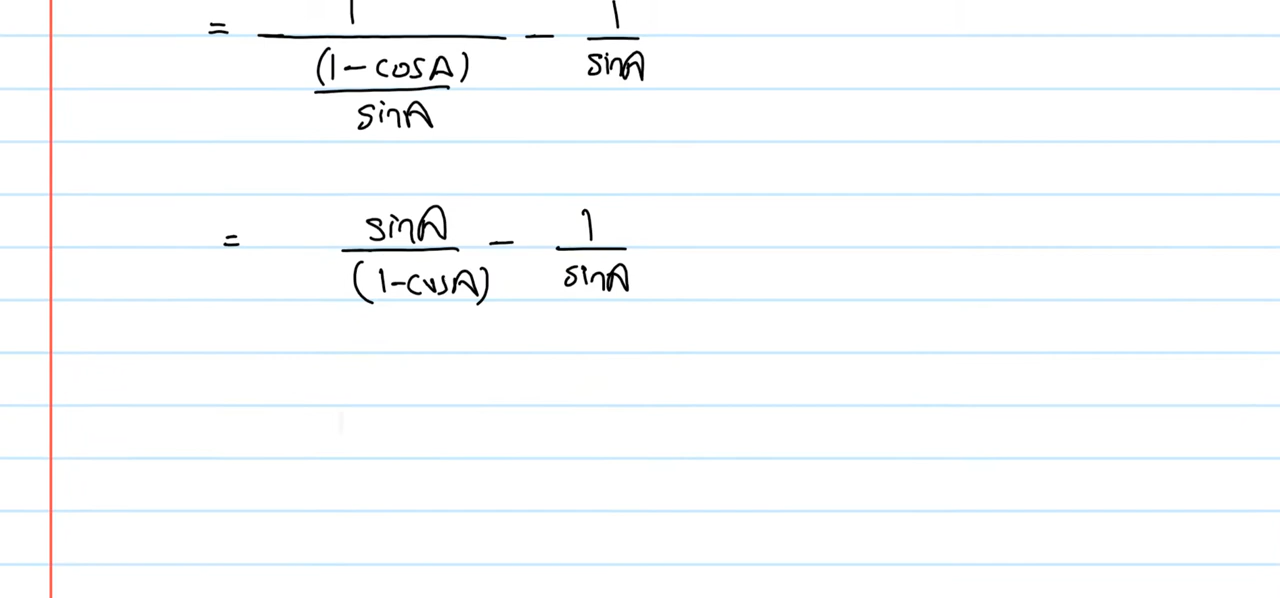 = 1/((1-cosA)/sinA) - 1/sinA
= sinA/(1-cosA) - 1/sinA